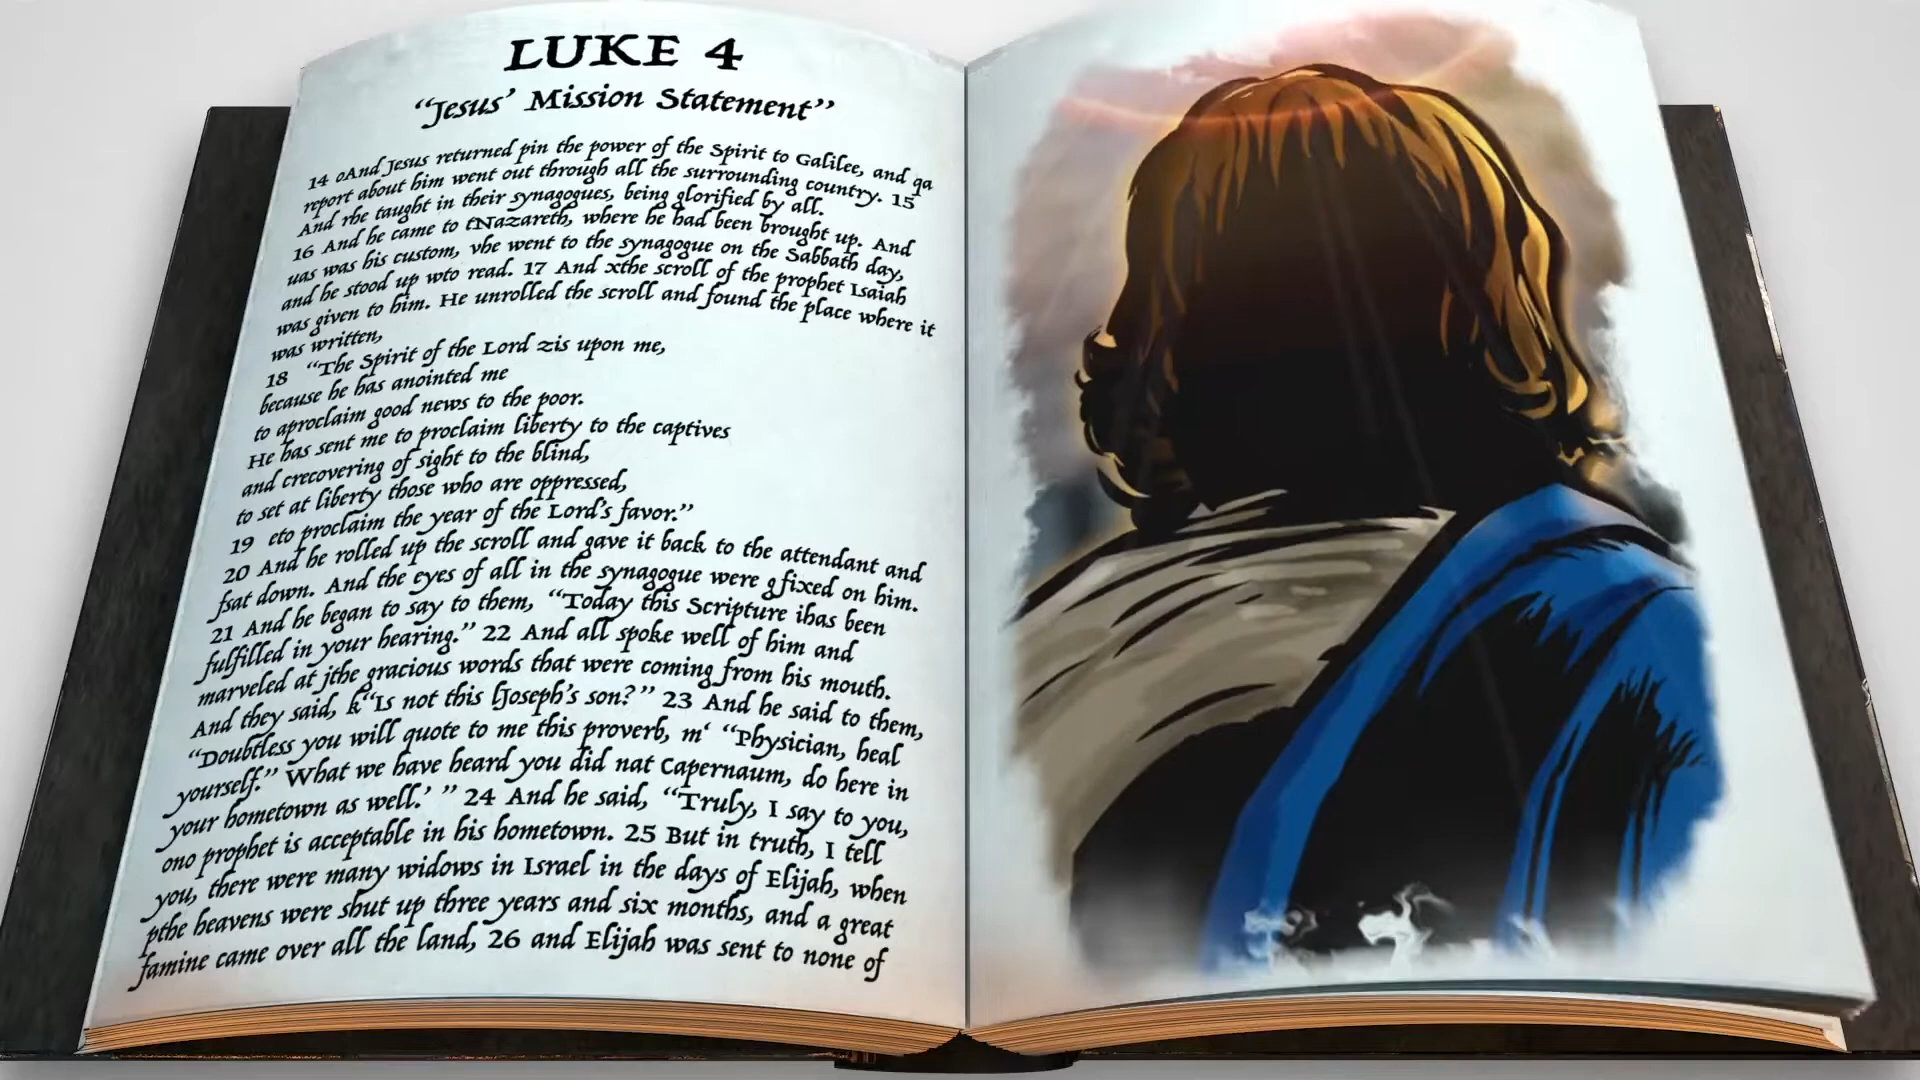 LUKE 4
“Jesus’ Mission Statement”
14 oAnd Jesus returned pin the power of the Spirit to Galilee, and qa
report about him went out through all the surrounding country. 15
And rhe taught in their synagogues, being glorified by all.
16 And he came to tNazareth, where he had been brought up. And
uas was his custom, vhe went to the synagogue on the Sabbath day,
and he stood up wto read. 17 And xthe scroll of the prophet Isaiah
was given to him. He unrolled the scroll and found the place where it
was written,
18 “The Spirit of the Lord zis upon me,
because he has anointed me
to aproclaim good news to the poor.
He has sent me to proclaim liberty to the captives
and crecovering of sight to the blind,
to set at liberty those who are oppressed,
19 eto proclaim the year of the Lord’s favor.”
20 And he rolled up the scroll and gave it back to the attendant and
fsat down. And the eyes of all in the synagogue were gfixed on him.
21 And he began to say to them, “Today this Scripture ihas been
fulfilled in your hearing.” 22 And all spoke well of him and
marveled at jthe gracious words that were coming from his mouth.
And they said, k“Is not this lJoseph’s son?” 23 And he said to them,
“Doubtless you will quote to me this proverb, m‘ “Physician, heal
yourself.” What we have heard you did nat Capernaum, do here in
your hometown as well.’ ” 24 And he said, “Truly, I say to you,
ono prophet is acceptable in his hometown. 25 But in truth, I tell
you, there were many widows in Israel in the days of Elijah, when
pthe heavens were shut up three years and six months, and a great
famine came over all the land, 26 and Elijah was sent to none of